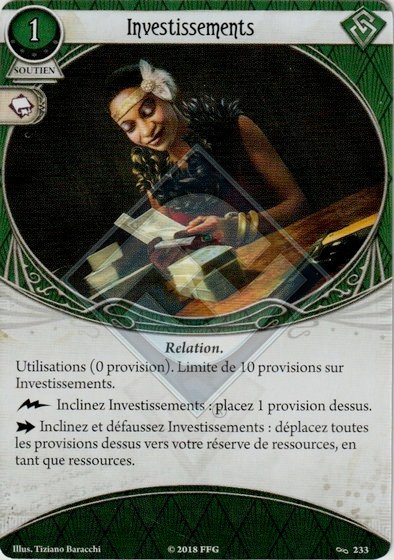 Investissements
1
SOUTIEN
Relation.
Utilisations (0 provision). Limite de 10 provisions sur
Investissements.
Inclinez Investissements : placez 1 provision dessus.
Inclinez et défaussez Investissements : déplacez toutes
les provisions dessus vers votre réserve de ressources, en
tant que ressources.
Illus. Tiziano Baracchi © 2018 FFG 233